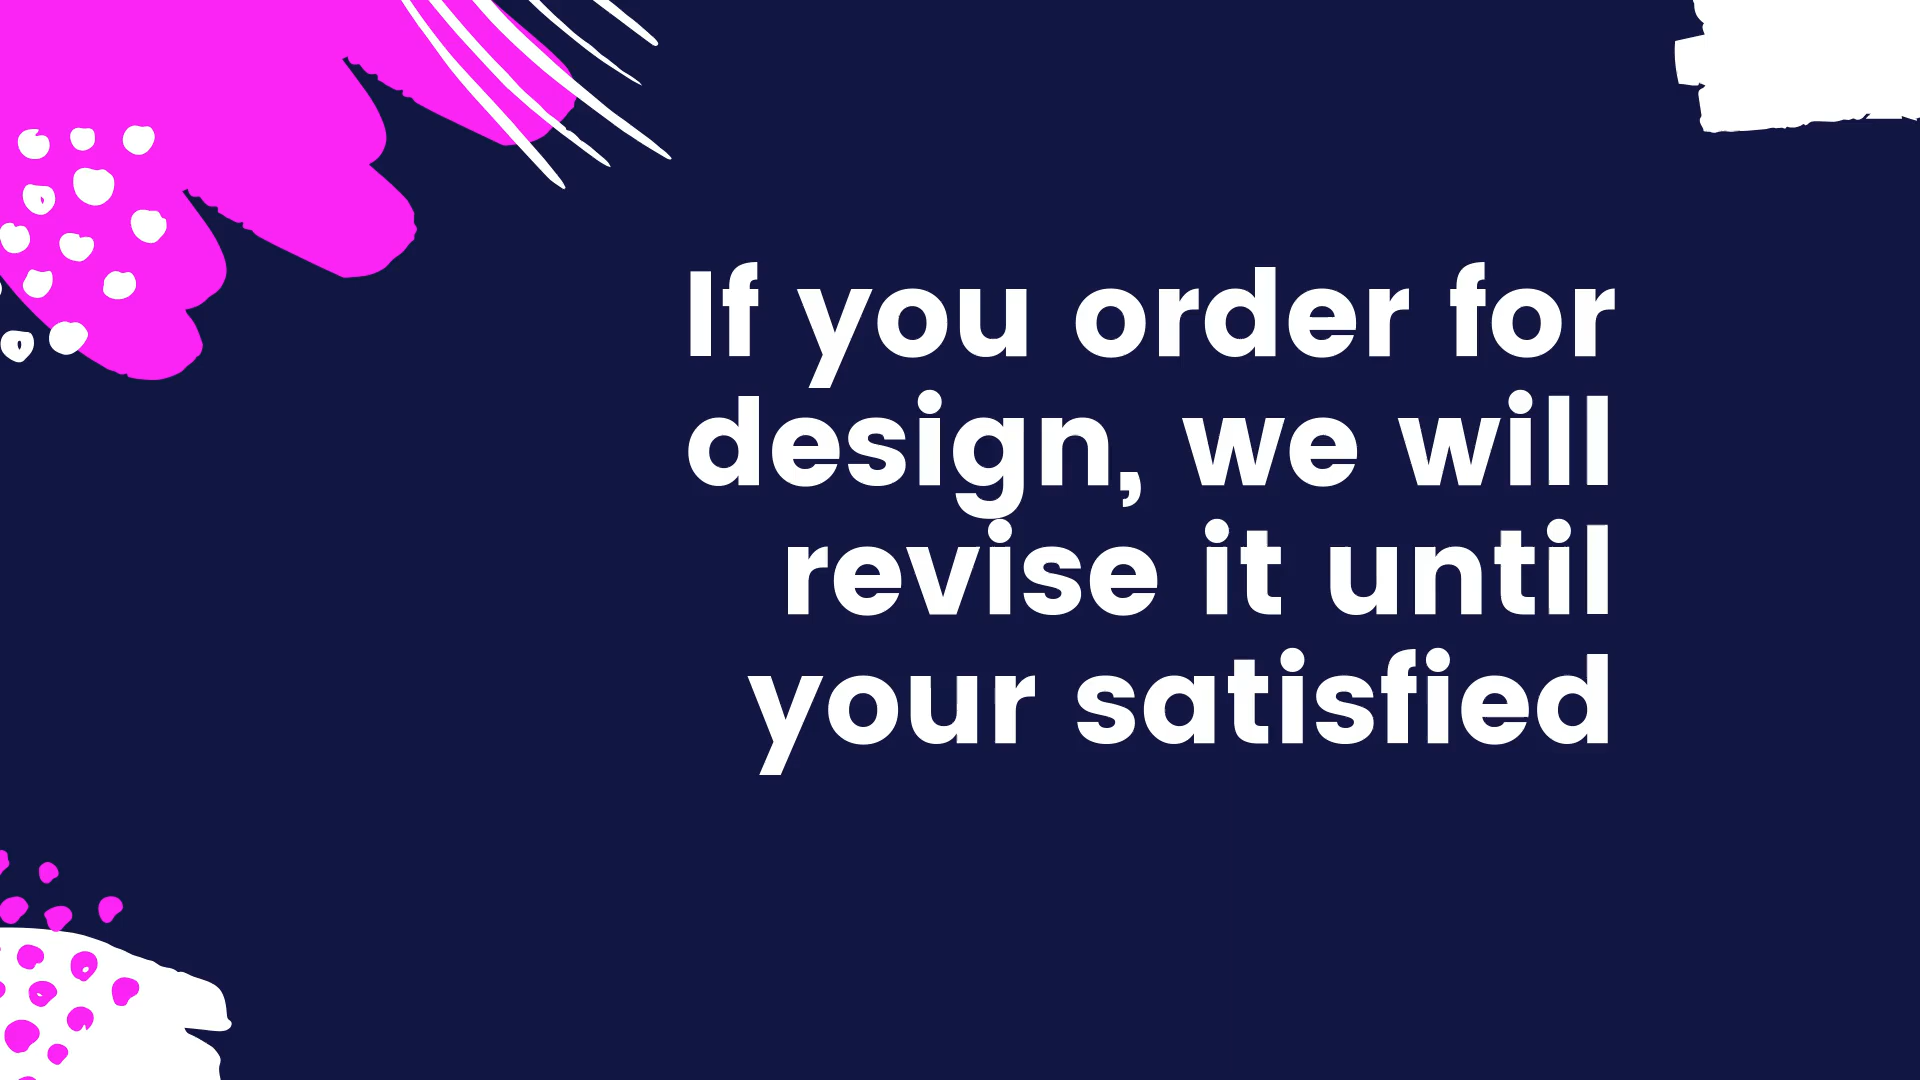 If you order for
design, we will
revise it until
your satisfied